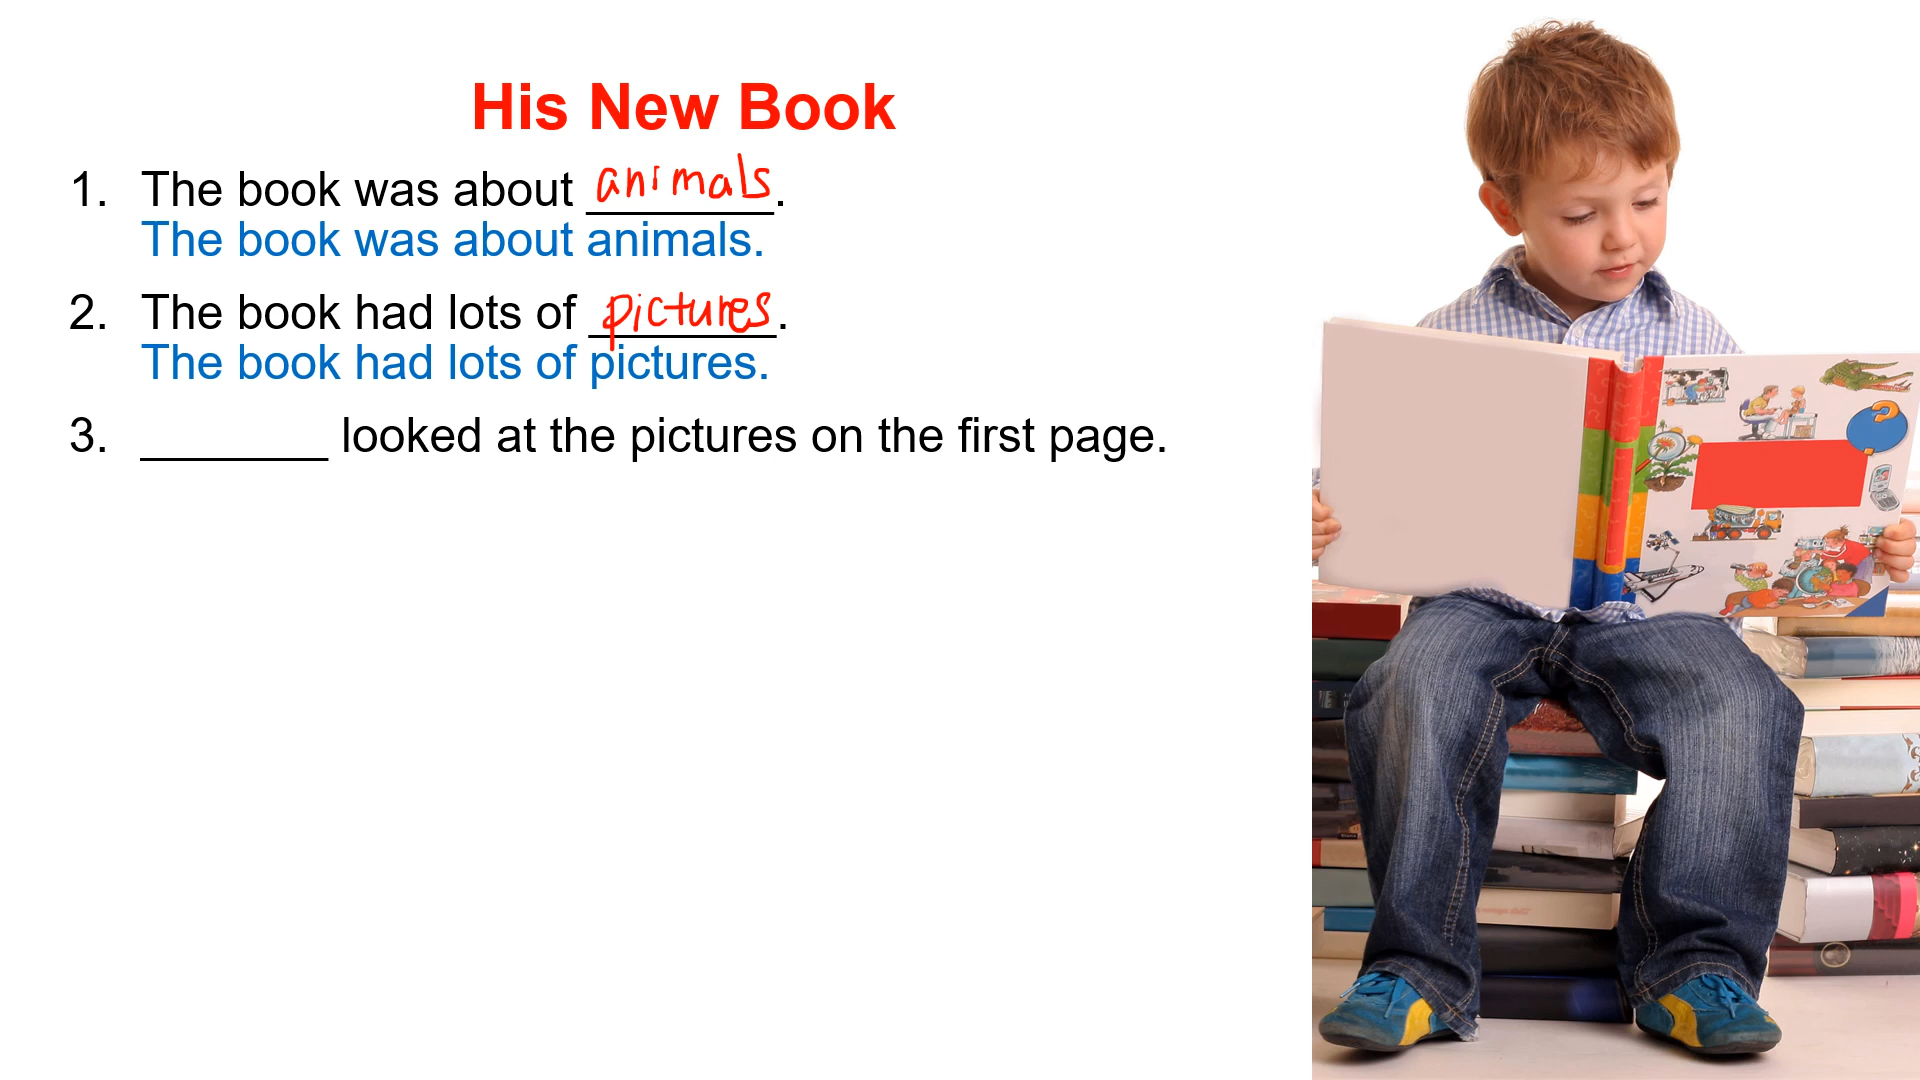 His New Book
1. The book was about animals.
The book was about animals.
2. The book had lots of pictures.
The book had lots of pictures.
3. ________ looked at the pictures on the first page.
?